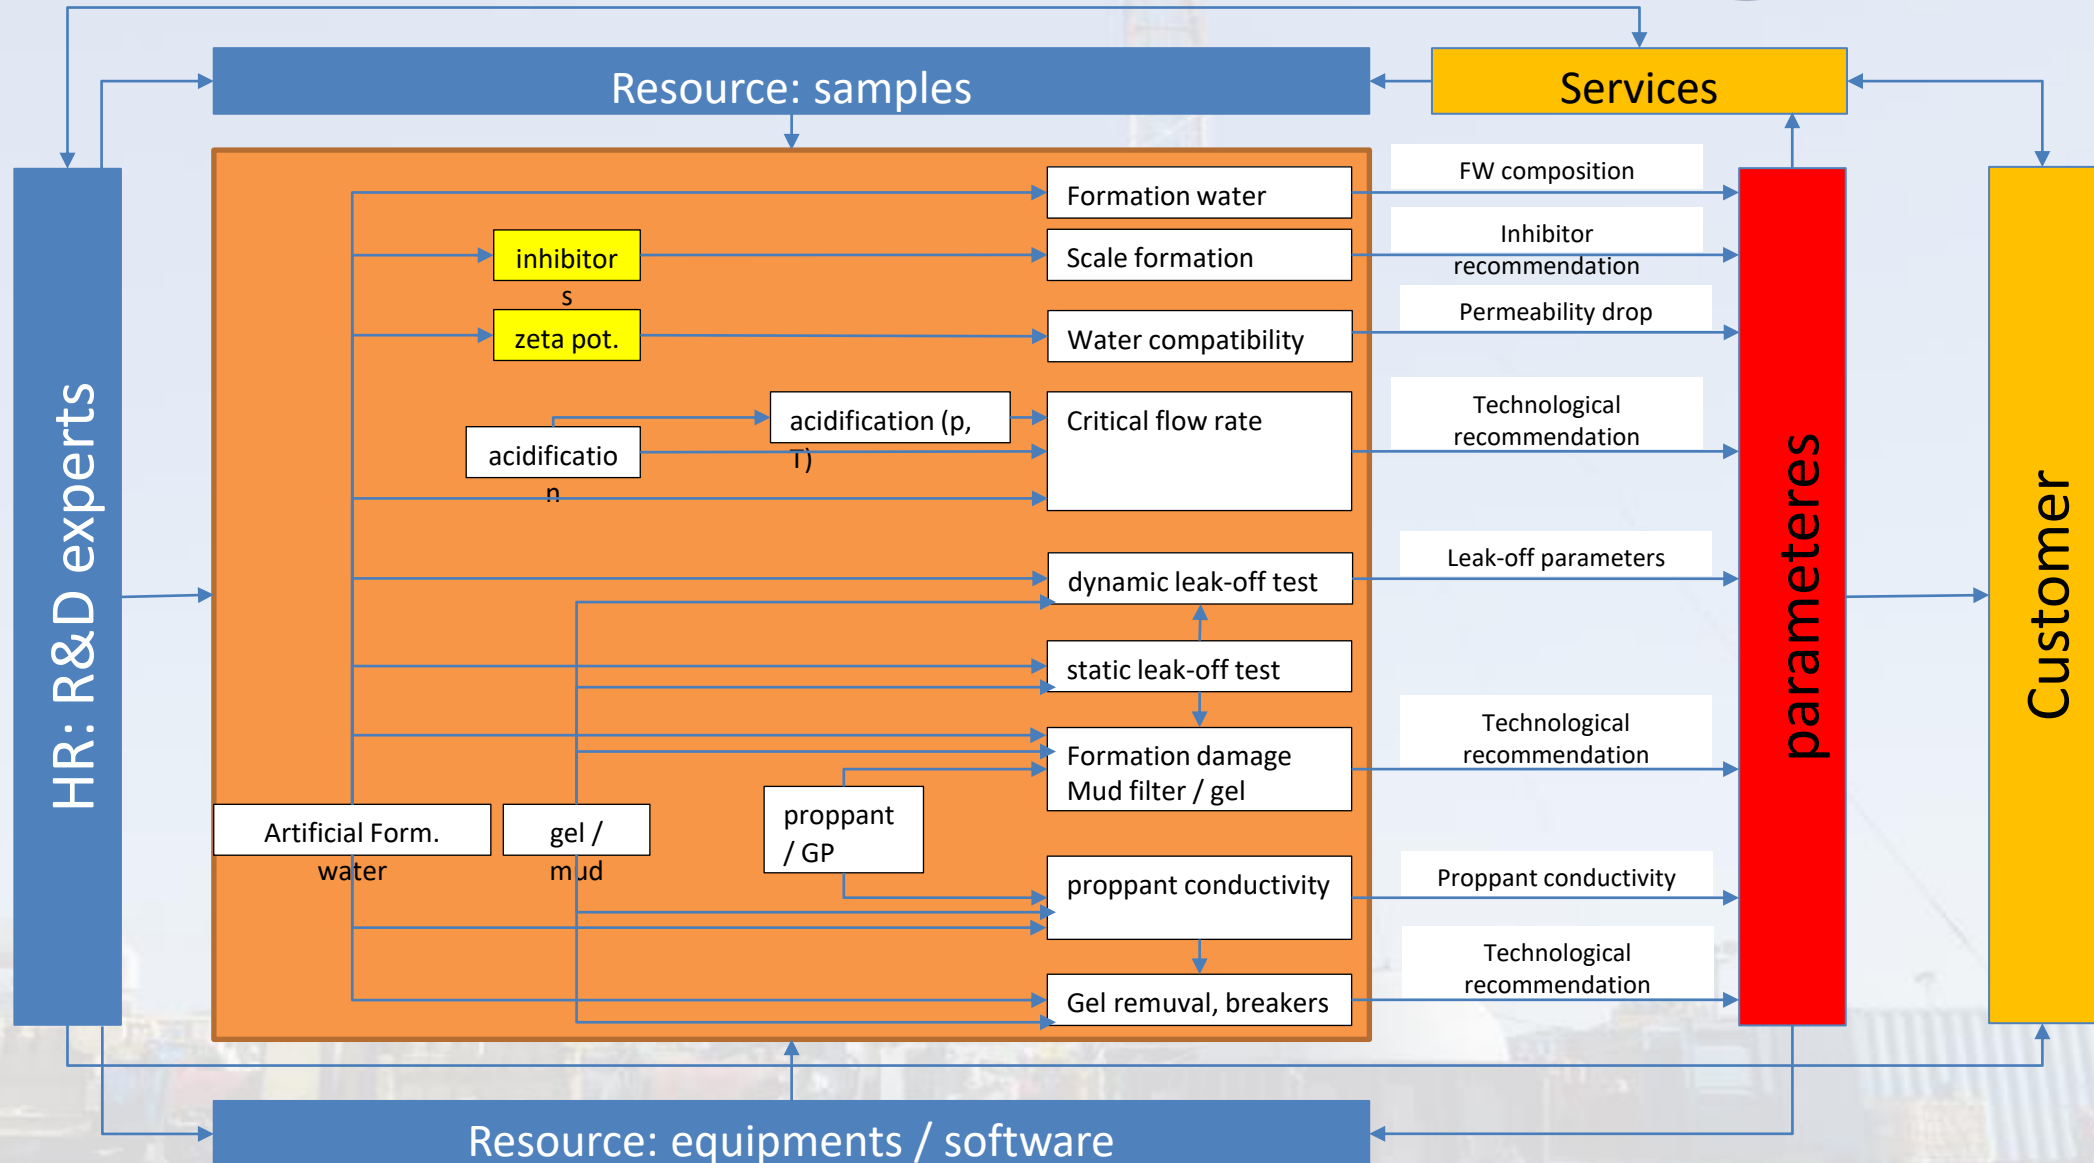 Resource: samples
Services
HR: R&D experts
Formation water
FW composition
inhibitor
s
Scale formation
Inhibitor
recommendation
zeta pot.
Water compatibility
Permeability drop
acidification (p,
T)
acidificatio
n
Critical flow rate
Technological
recommendation
dynamic leak-off test
Leak-off parameters
static leak-off test
Formation damage
Mud filter / gel
Technological
recommendation
Artificial Form.
water
gel /
mud
proppant
/ GP
proppant conductivity
Proppant conductivity
Gel remuval, breakers
Technological
recommendation
parameteres
Customer
Resource: equipments / software